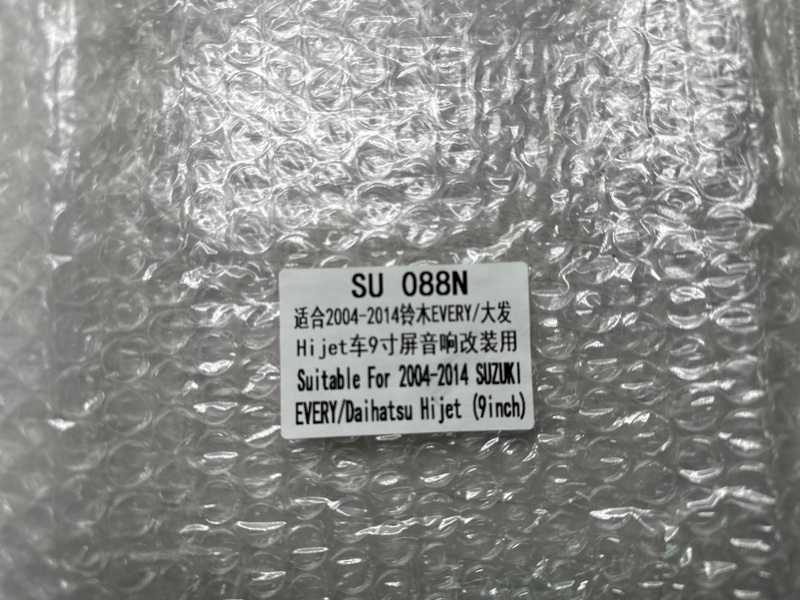 SU 088N
适合2004-2014铃木EVERY/大发
Hijet车9寸屏音响改装用
Suitable For 2004-2014 SUZUKI
EVERY/Daihatsu Hijet (9inch)